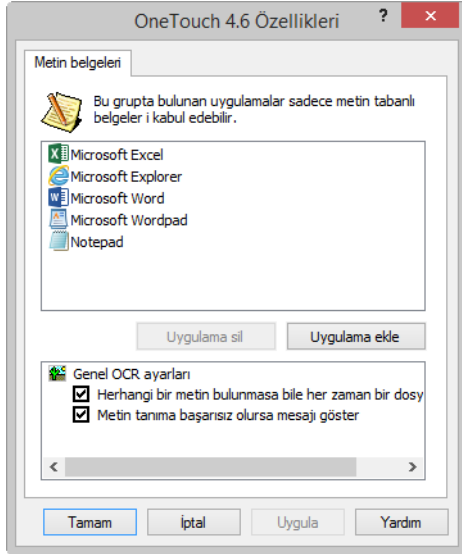 OneTouch 4.6 Özellikleri
Metin belgeleri
Bu grupta bulunan uygulamalar sadece metin tabanlı
belgeler i kabul edebilir.
Microsoft Excel
Microsoft Explorer
Microsoft Word
Microsoft Wordpad
Notepad
Uygulama sil
Uygulama ekle
Genel OCR ayarları
Herhangi bir metin bulunmasa bile her zaman bir dosy
Metin tanıma başarısız olursa mesajı göster
Tamam
İptal
Uygula
Yardım